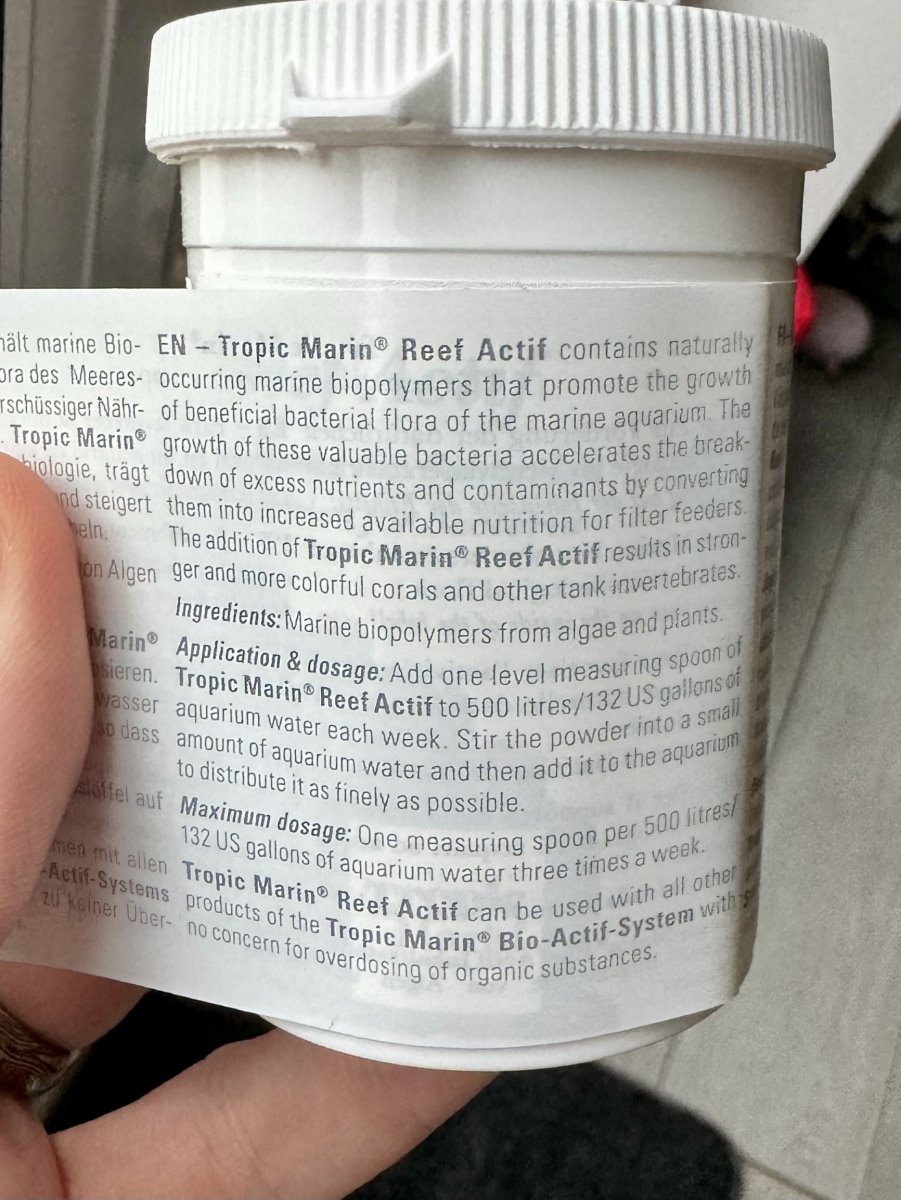 hält marine Bio-
ora des Meeres-
rschüssiger Nähr-
. Tropic Marin®
biologie, trägt
nd steigert
eln.
on Algen
Marin®
sieren.
wasser
so dass
stoffel auf
men mit allen
-Actif-Systems
zu keiner Über-
EN – Tropic Marin® Reef Actif contains naturally
occurring marine biopolymers that promote the growth
of beneficial bacterial flora of the marine aquarium. The
growth of these valuable bacteria accelerates the break-
down of excess nutrients and contaminants by converting
them into increased available nutrition for filter feeders.
The addition of Tropic Marin® Reef Actif results in stron-
ger and more colorful corals and other tank invertebrates.
Ingredients: Marine biopolymers from algae and plants.
Application & dosage: Add one level measuring spoon of
Tropic Marin® Reef Actif to 500 litres/132 US gallons of
aquarium water each week. Stir the powder into a small
amount of aquarium water and then add it to the aquarium
to distribute it as finely as possible.
Maximum dosage: One measuring spoon per 500 litres/
132 US gallons of aquarium water three times a week.
Tropic Marin® Reef Actif can be used with all other
products of the Tropic Marin® Bio-Actif-System with
no concern for overdosing of organic substances.